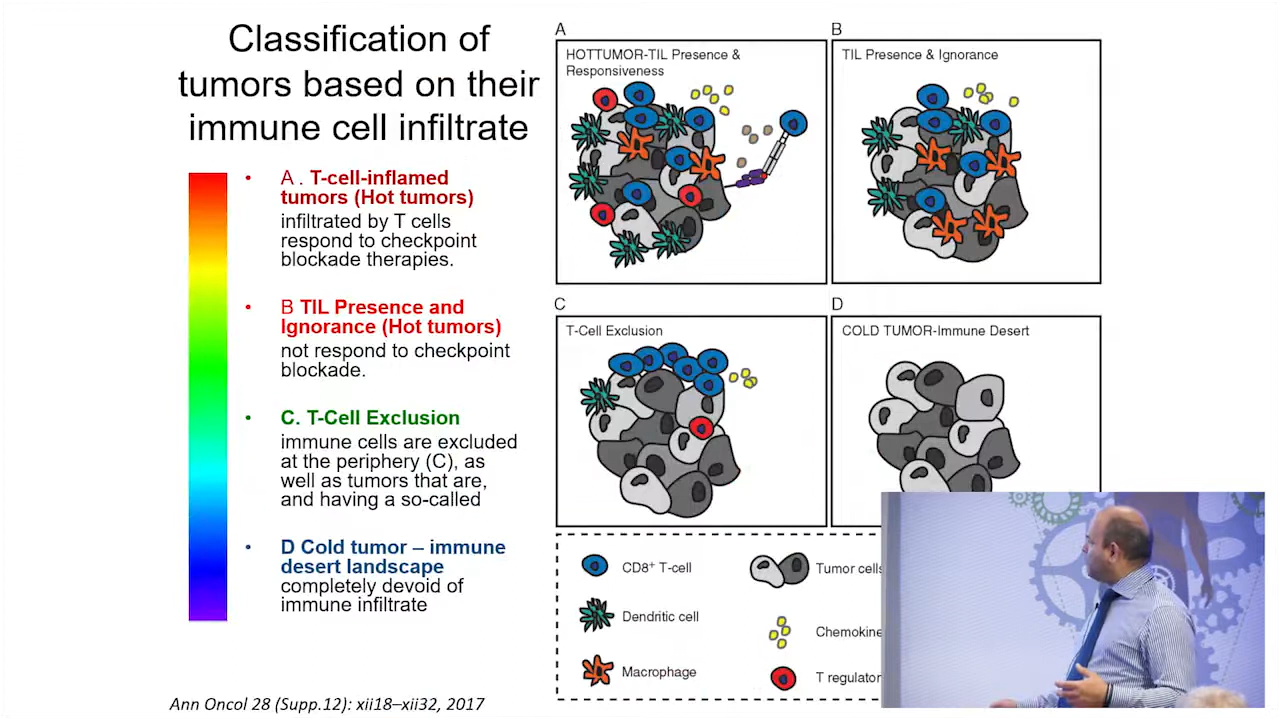 Classification of
tumors based on their
immune cell infiltrate
• A . T-cell-inflamed
tumors (Hot tumors)
infiltrated by T cells
respond to checkpoint
blockade therapies.
• B TIL Presence and
Ignorance (Hot tumors)
not respond to checkpoint
blockade.
• C. T-Cell Exclusion
immune cells are excluded
at the periphery (C), as
well as tumors that are,
and having a so-called
• D Cold tumor – immune
desert landscape
completely devoid of
immune infiltrate
Ann Oncol 28 (Supp.12): xii18–xii32, 2017
A
HOTTUMOR-TIL Presence &
Responsiveness
B
TIL Presence & Ignorance
C
T-Cell Exclusion
D
COLD TUMOR-Immune Desert
CD8+ T-cell
Tumor cells
Dendritic cell
Chemokine
Macrophage
T regulator